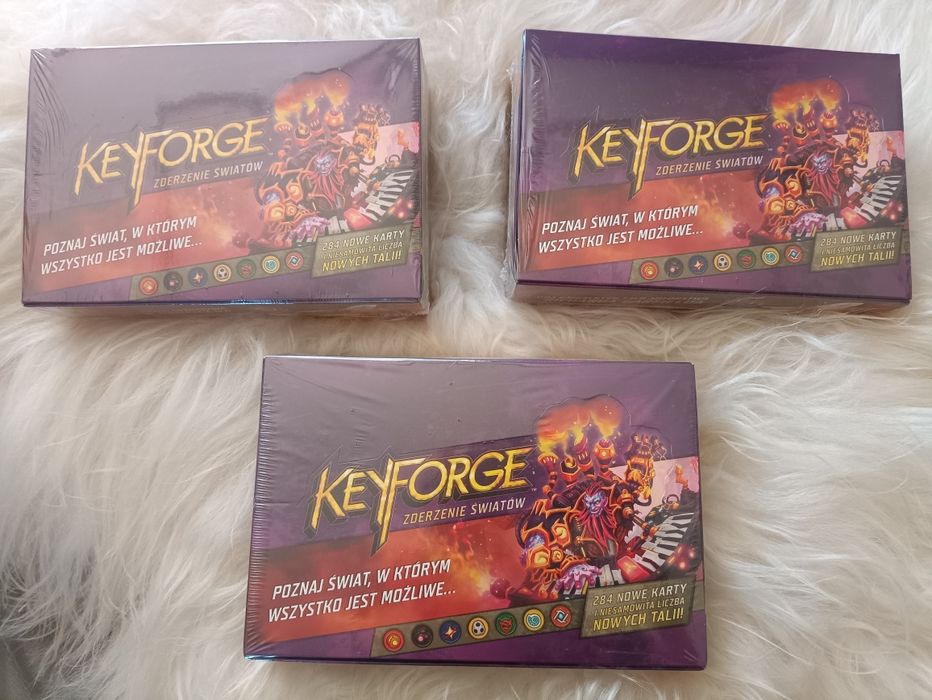 KEYFORGE
ZDERZENIE ŚWIATÓW
POZNAJ ŚWIAT, W KTÓRYM
WSZYSTKO JEST MOŻLIWE...
284 NOWE KARTY
I NIESAMOWITA LICZBA
NOWYCH TALII!
KEYFORGE
ZDERZENIE ŚWIATÓW
POZNAJ ŚWIAT, W KTÓRYM
WSZYSTKO JEST MOŻLIWE...
284 NOWE KARTY
I NIESAMOWITA LICZBA
NOWYCH TALII!
KEYFORGE
ZDERZENIE ŚWIATÓW
POZNAJ ŚWIAT, W KTÓRYM
WSZYSTKO JEST MOŻLIWE...
284 NOWE KARTY
I NIESAMOWITA LICZBA
NOWYCH TALII!